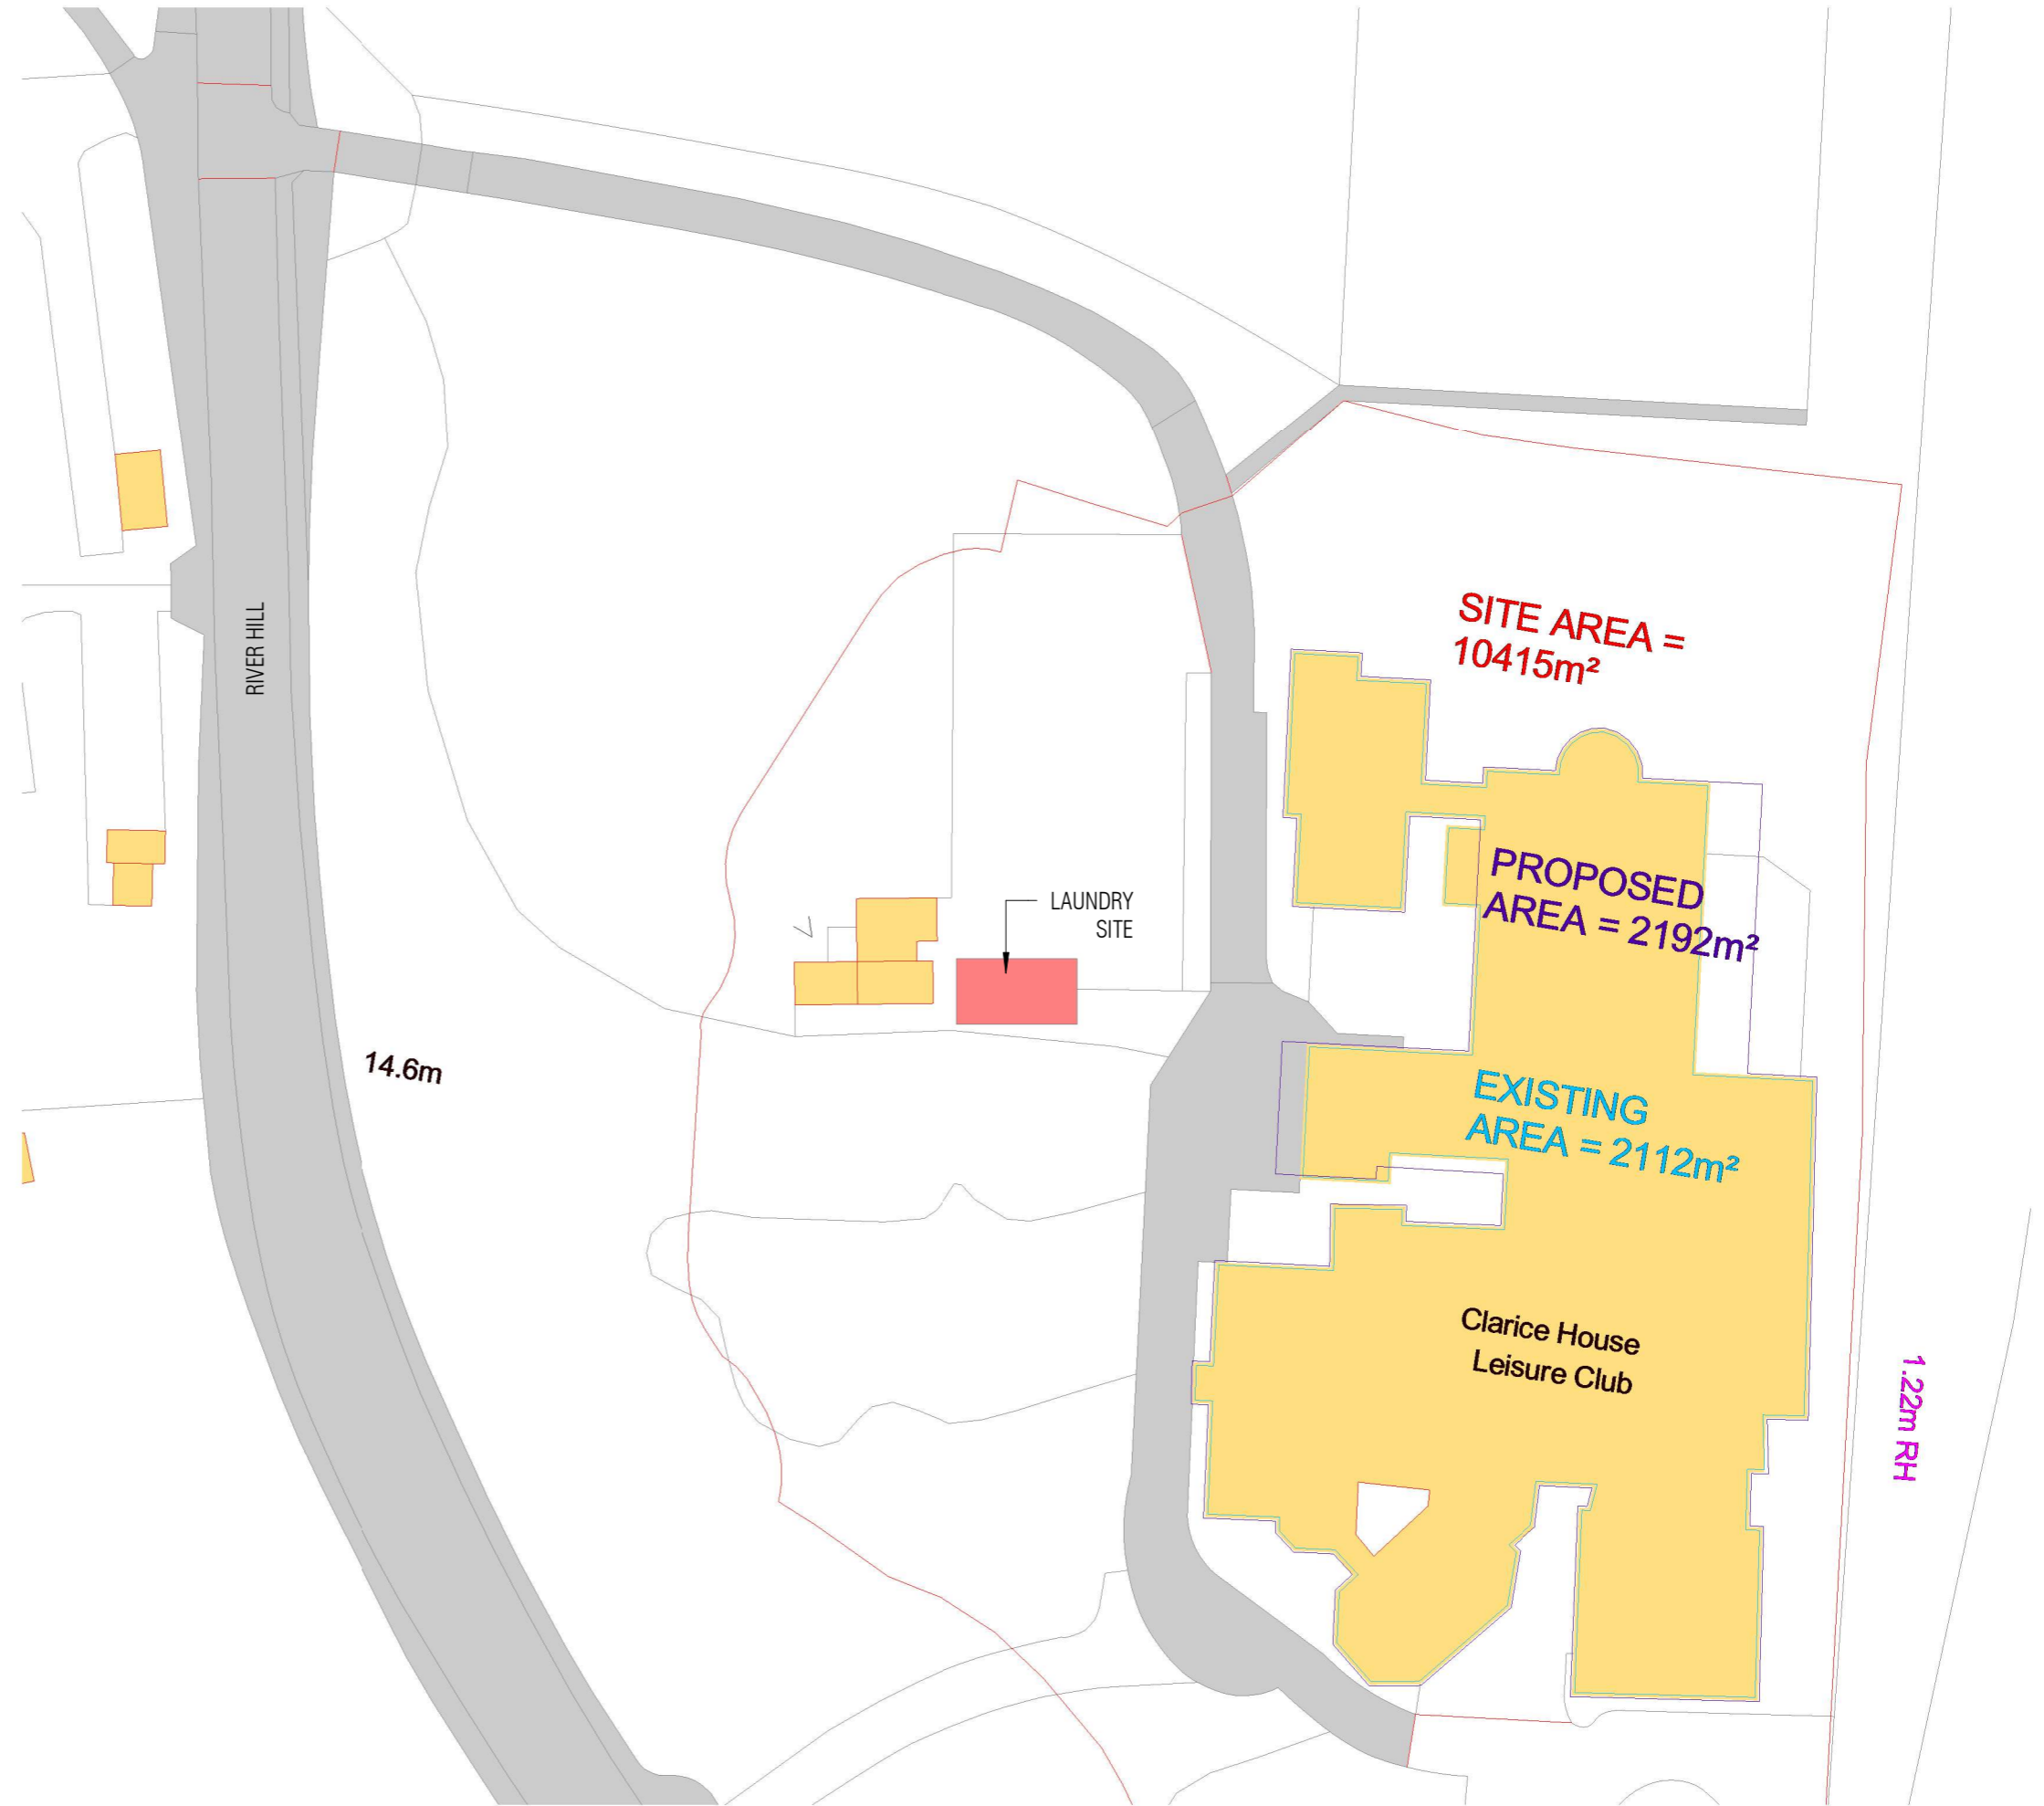 SITE AREA =
10415m²
RIVER HILL
PROPOSED
AREA = 2192m²
LAUNDRY
SITE
14.6m
EXISTING
AREA = 2112m²
Clarice House
Leisure Club
1.22m RH